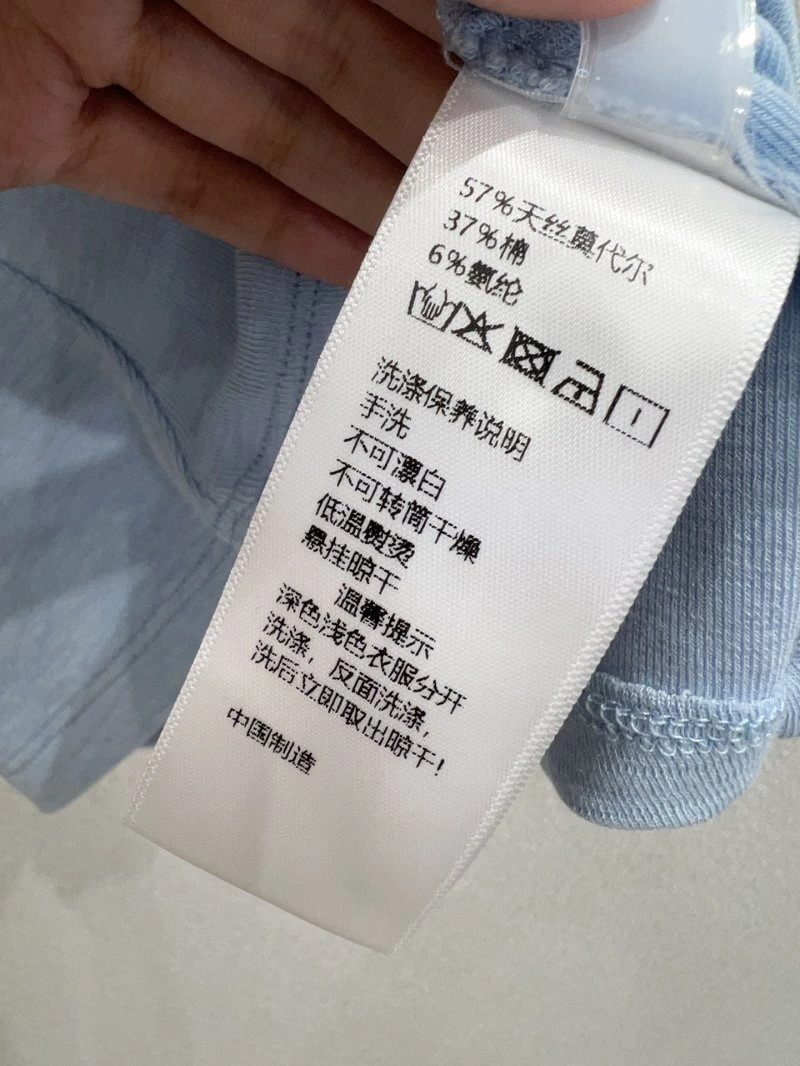 57%天丝莫代尔
37%棉
6%氨纶
洗涤保养说明
手洗
不可漂白
不可转筒干燥
低温熨烫
悬挂晾干
温馨提示
深色浅色衣服分开
洗涤，反面洗涤，
洗后立即取出晾干！
中国制造